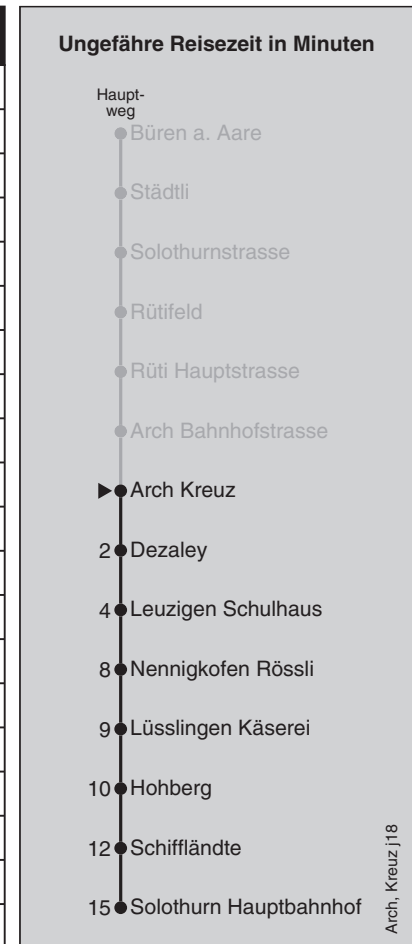 Ungefähre Reisezeit in Minuten
Haupt-
weg
Büren a. Aare
Städtli
Solothurnstrasse
Rütifeld
Rüti Hauptstrasse
Arch Bahnhofstrasse
Arch Kreuz
2 Dezaley
4 Leuzigen Schulhaus
8 Nennigkofen Rössli
9 Lüsslingen Käserei
10 Hohberg
12 Schiffländte
15 Solothurn Hauptbahnhof
Arch, Kreuz j18